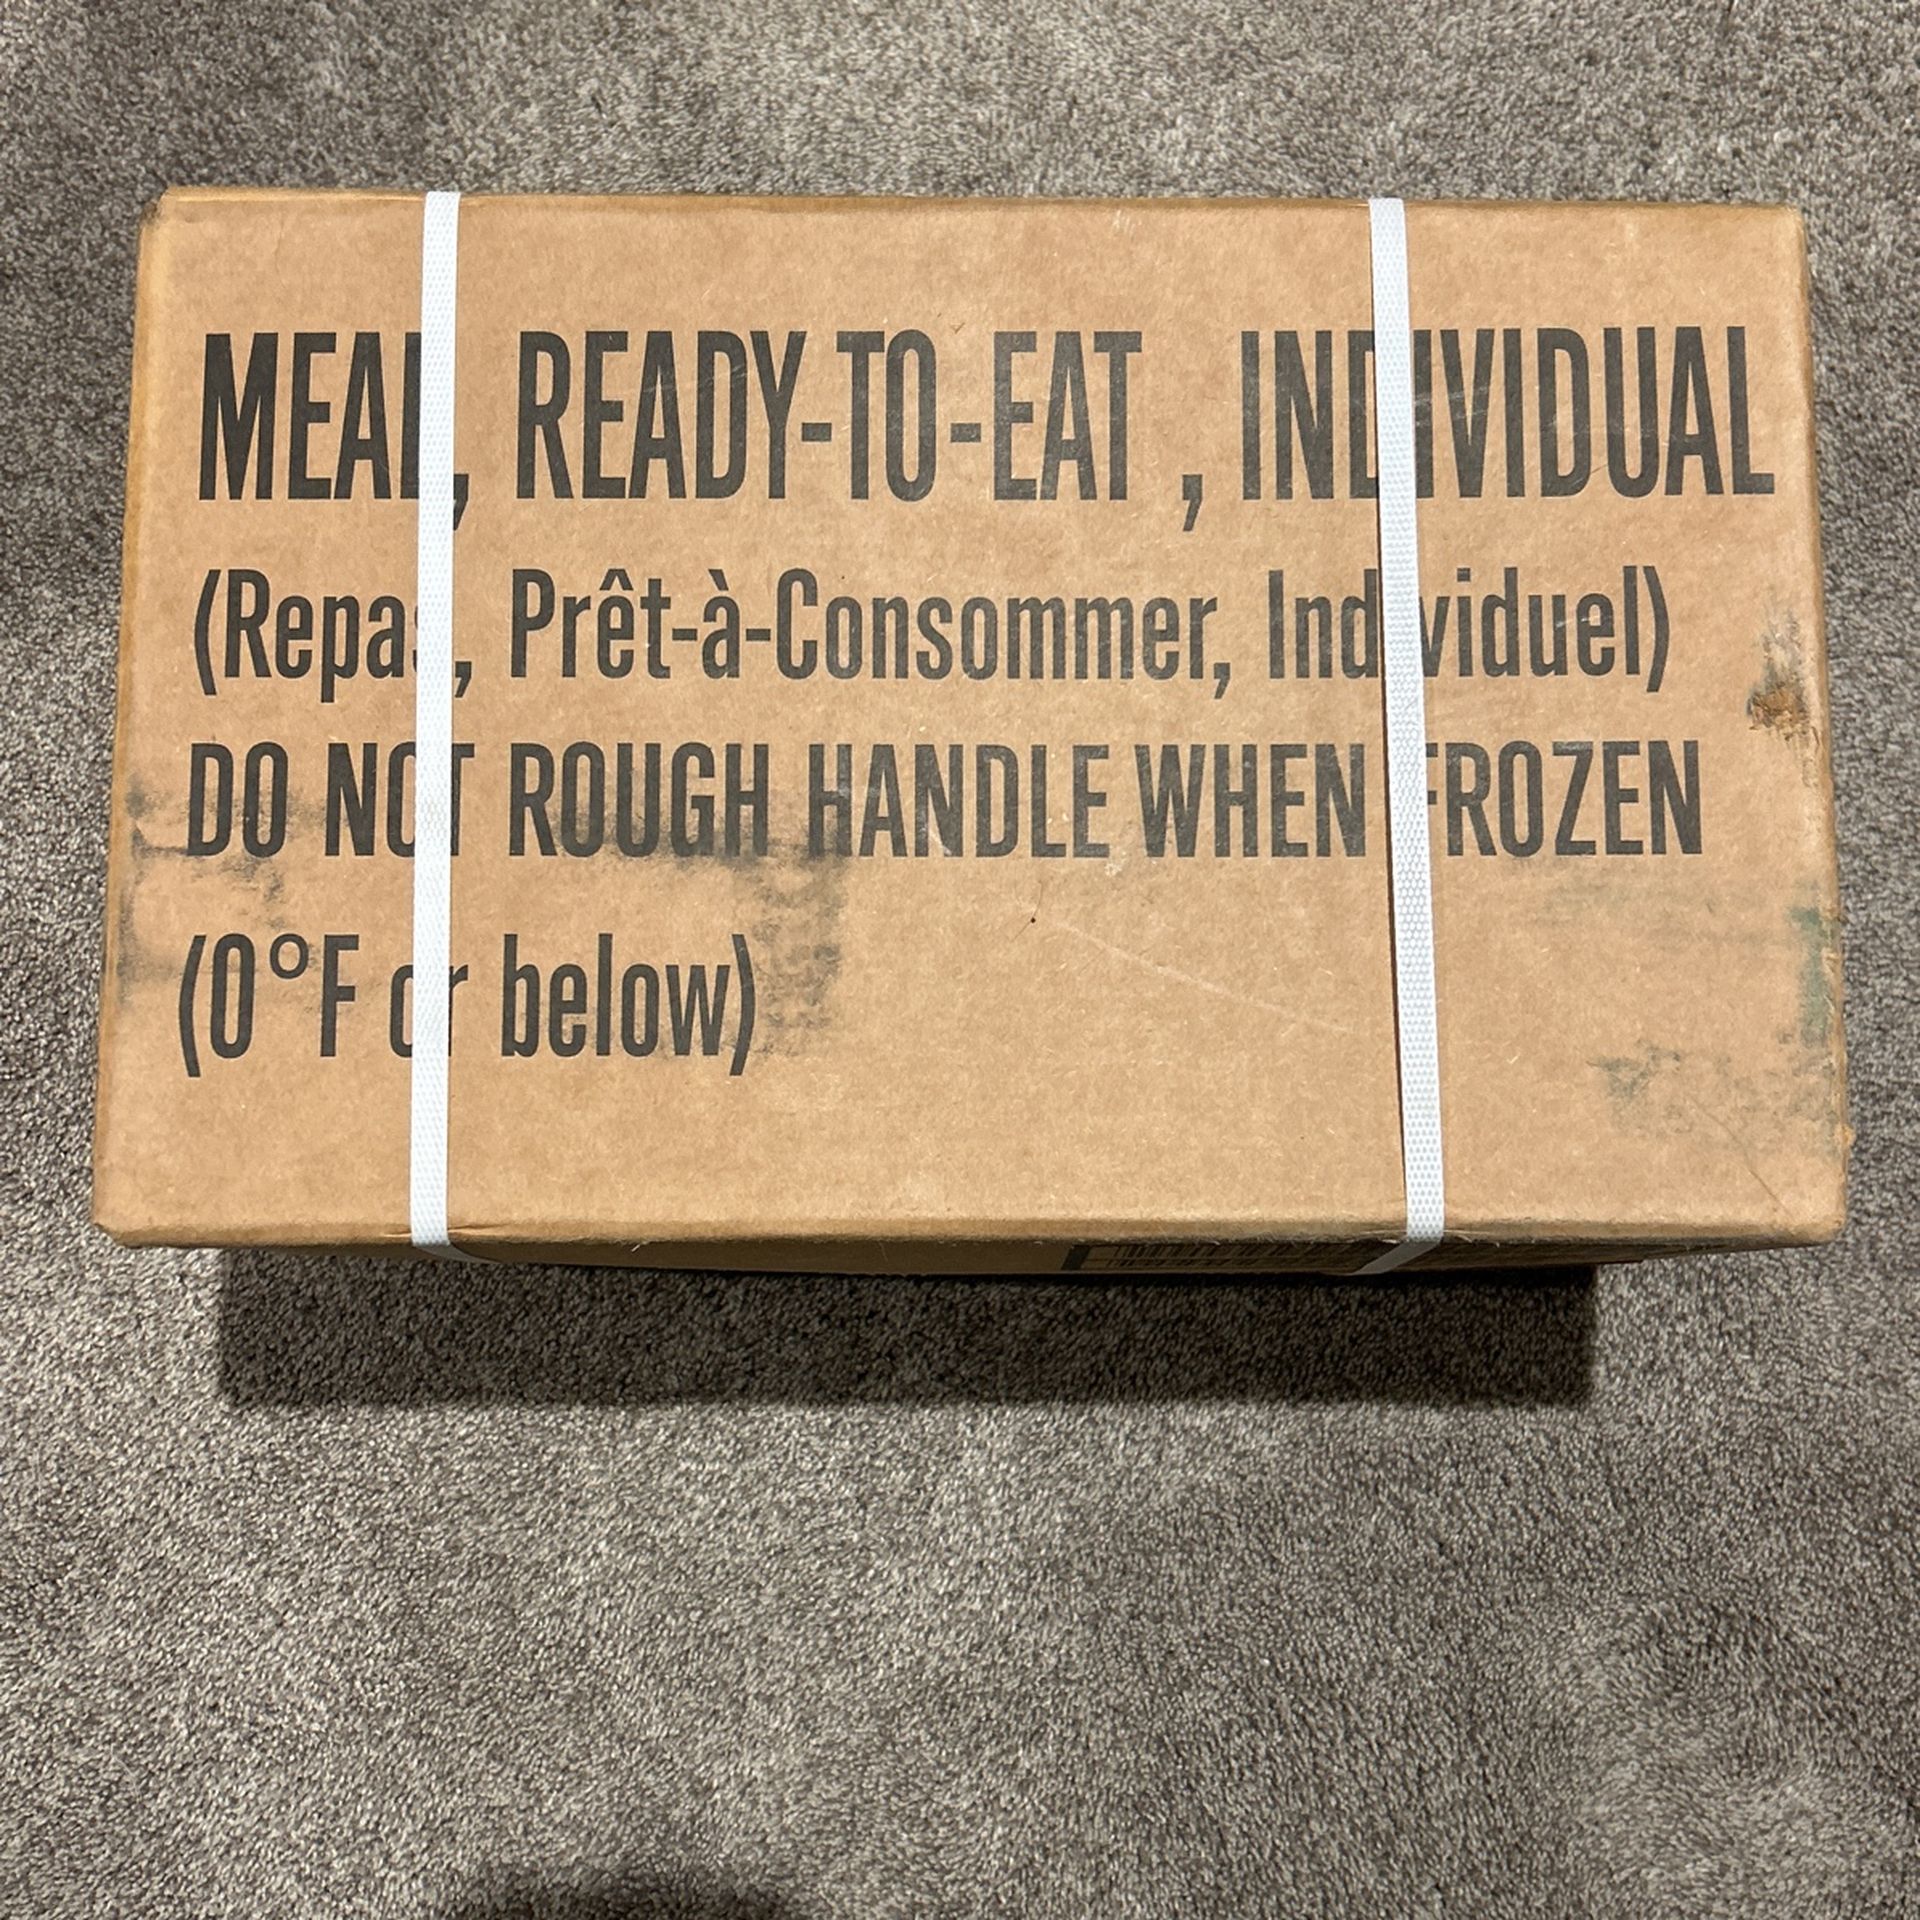 MEAL, READY-TO-EAT , INDIVIDUAL
(Repas, Prêt-à-Consommer, Individuel)
DO NOT ROUGH HANDLE WHEN FROZEN
(0°F or below)